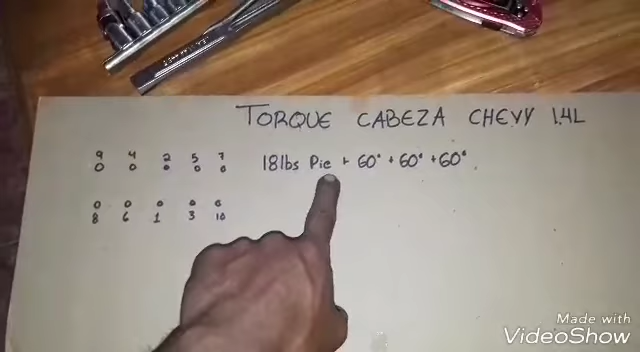 TORQUE CABEZA CHEVY 1.4L
9 4 2 5 7
18lbs Pie + 60° + 60° + 60°
8 6 1 3 10
Made with
VideoShow